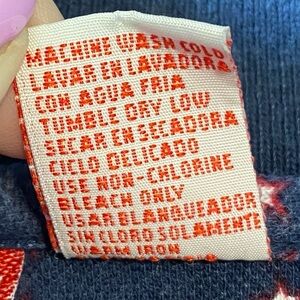 MACHINE WASH COLD
LAVAR EN LAVADORA
CON AGUA FRIA
TUMBLE DRY LOW
SECAR EN SECADORA
CICLO DELICADO
USE NON-CHLORINE
BLEACH ONLY
USAR BLANQUEADOR
CLORO SOLAMENTE
IRON